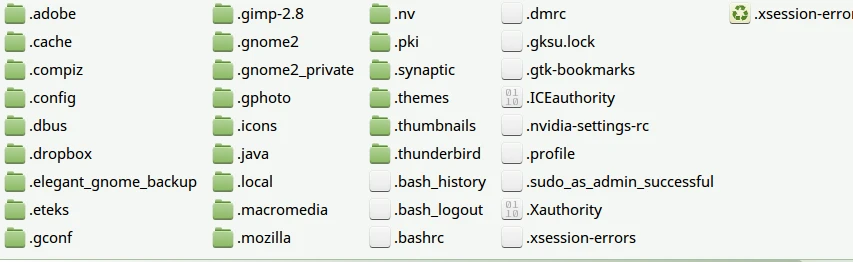 .adobe
.cache
.compiz
.config
.dbus
.dropbox
.elegant_gnome_backup
.eteks
.gconf
.gimp-2.8
.gnome2
.gnome2_private
.gphoto
.icons
.java
.local
.macromedia
.mozilla
.nv
.pki
.synaptic
.themes
.thumbnails
.thunderbird
.bash_history
.bash_logout
.bashrc
.dmrc
.gksu.lock
.gtk-bookmarks
.ICEauthority
.nvidia-settings-rc
.profile
.sudo_as_admin_successful
.Xauthority
.xsession-errors
.xsession-error